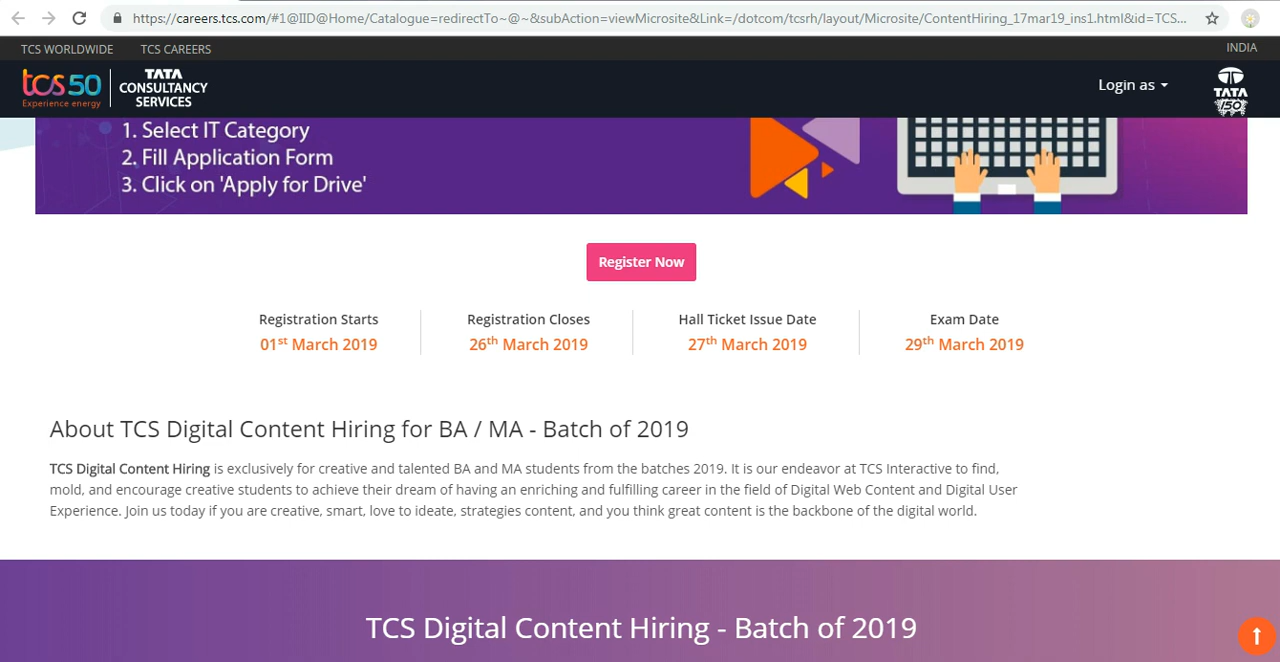 https://careers.tcs.com/#1@IID@Home/Catalogue=redirectTo~@~&subAction=viewMicrosite&Link=/dotcom/tcsrh/layout/Microsite/ContentHiring_17mar19_ins1.html&id=TCS...
TCS WORLDWIDE TCS CAREERS INDIA
tcs50 TATA CONSULTANCY SERVICES
Experience energy
Login as
TATA
150
1. Select IT Category
2. Fill Application Form
3. Click on 'Apply for Drive'
Register Now
Registration Starts Registration Closes Hall Ticket Issue Date Exam Date
01st March 2019 26th March 2019 27th March 2019 29th March 2019
About TCS Digital Content Hiring for BA / MA - Batch of 2019
TCS Digital Content Hiring is exclusively for creative and talented BA and MA students from the batches 2019. It is our endeavor at TCS Interactive to find,
mold, and encourage creative students to achieve their dream of having an enriching and fulfilling career in the field of Digital Web Content and Digital User
Experience. Join us today if you are creative, smart, love to ideate, strategies content, and you think great content is the backbone of the digital world.
TCS Digital Content Hiring - Batch of 2019